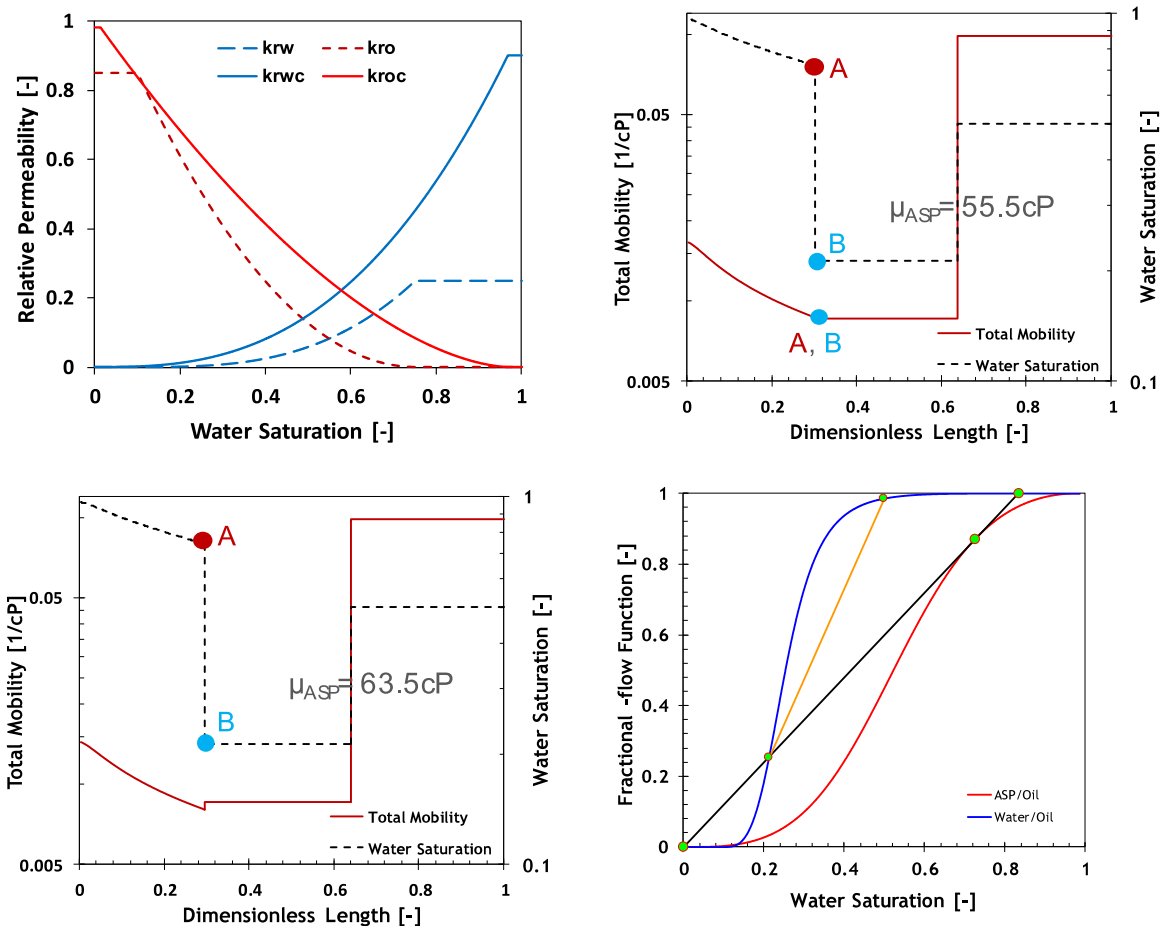 1
0.8
0.6
0.4
0.2
0
0 0.2 0.4 0.6 0.8 1
Relative Permeability [-]
Water Saturation [-]
krw kro
krwc kroc
0.05
0.005
Total Mobility [1/cP]
1
0.1
Water Saturation [-]
A
B
A, B
μASP= 55.5cP
Total Mobility
Water Saturation
0 0.2 0.4 0.6 0.8 1
Dimensionless Length [-]
0.05
0.005
Total Mobility [1/cP]
1
0.1
Water Saturation [-]
A
B
μASP= 63.5cP
Total Mobility
Water Saturation
0 0.2 0.4 0.6 0.8 1
Dimensionless Length [-]
1
0.8
0.6
0.4
0.2
0
Fractional -flow Function [-]
ASP/Oil
Water/Oil
0 0.2 0.4 0.6 0.8 1
Water Saturation [-]